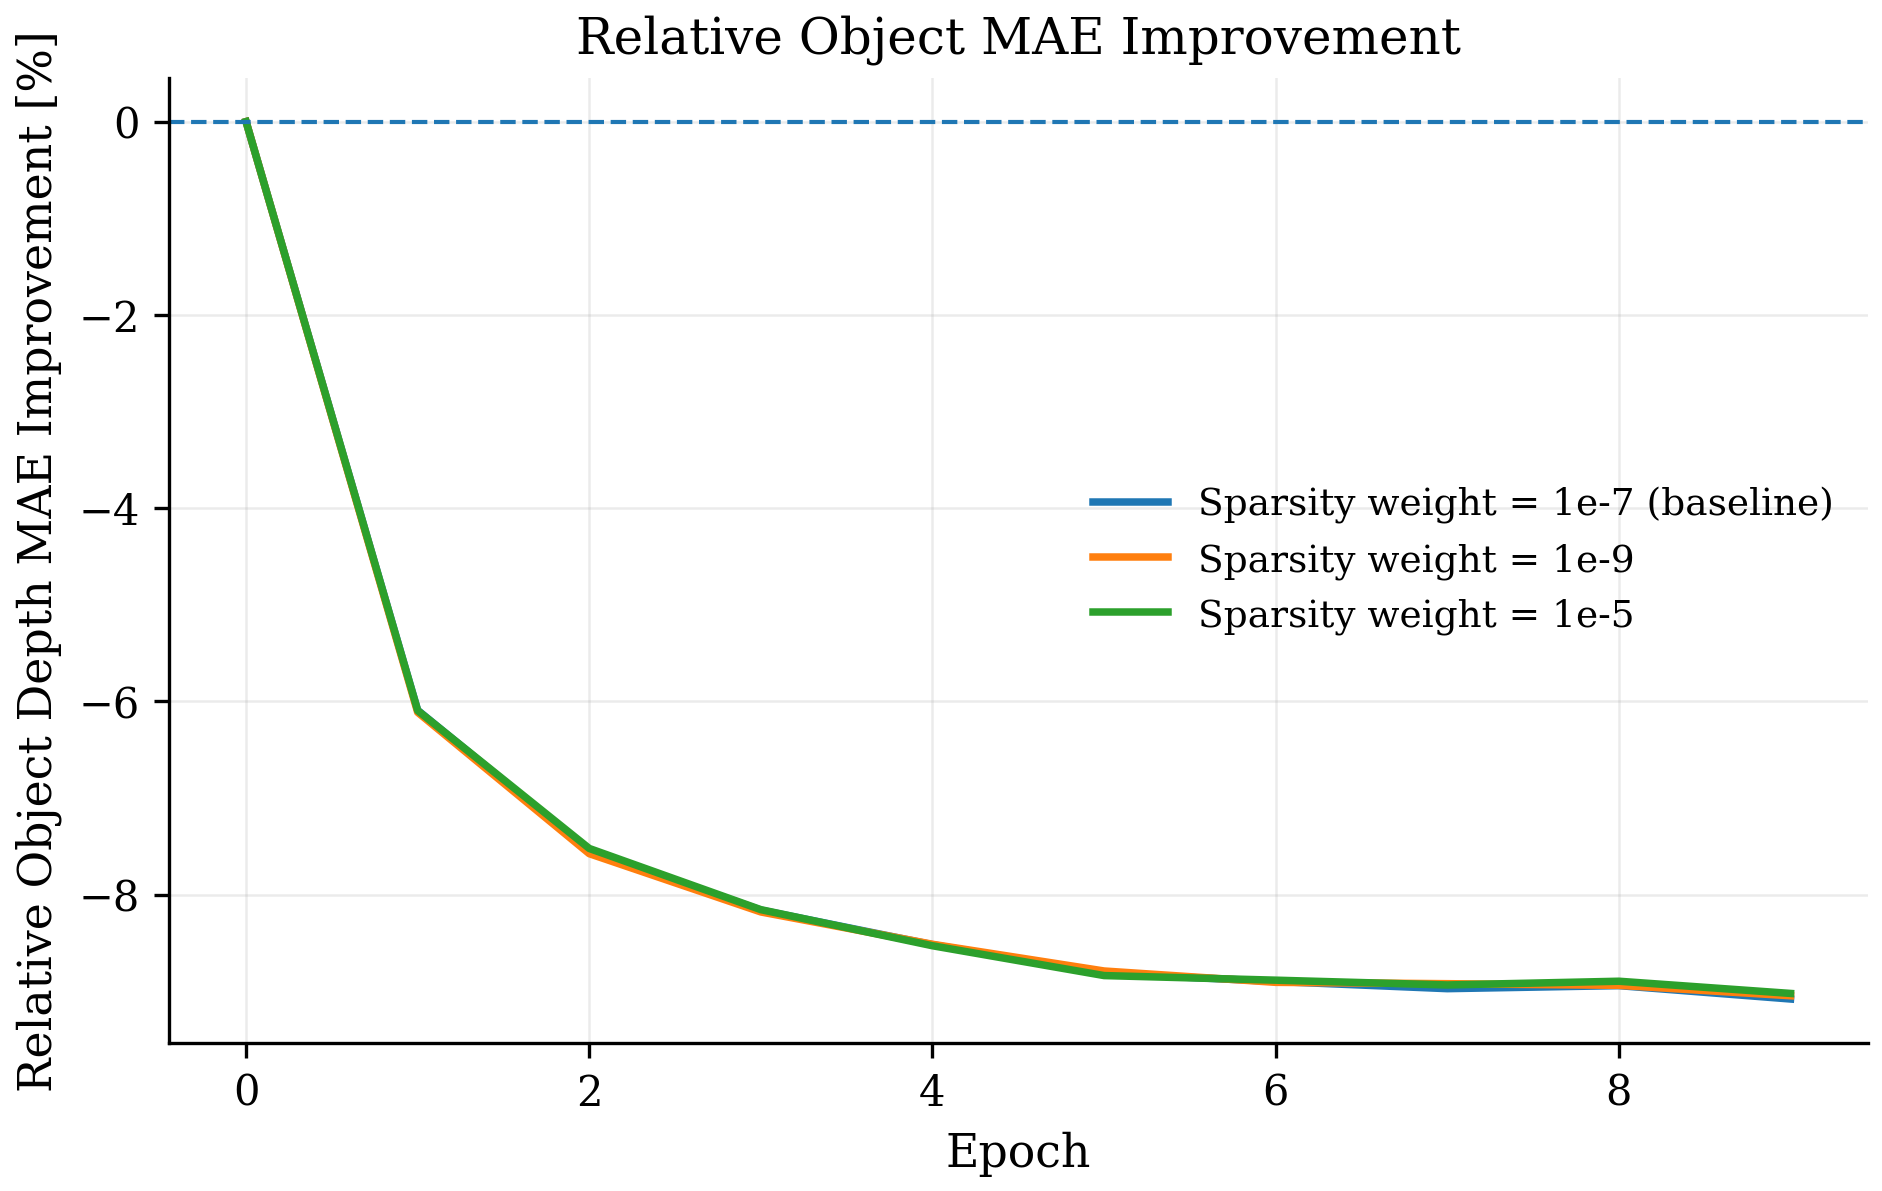 Relative Object MAE Improvement
Relative Object Depth MAE Improvement [%]
0
−2
−4
−6
−8
Sparsity weight = 1e-7 (baseline)
Sparsity weight = 1e-9
Sparsity weight = 1e-5
0 2 4 6 8
Epoch